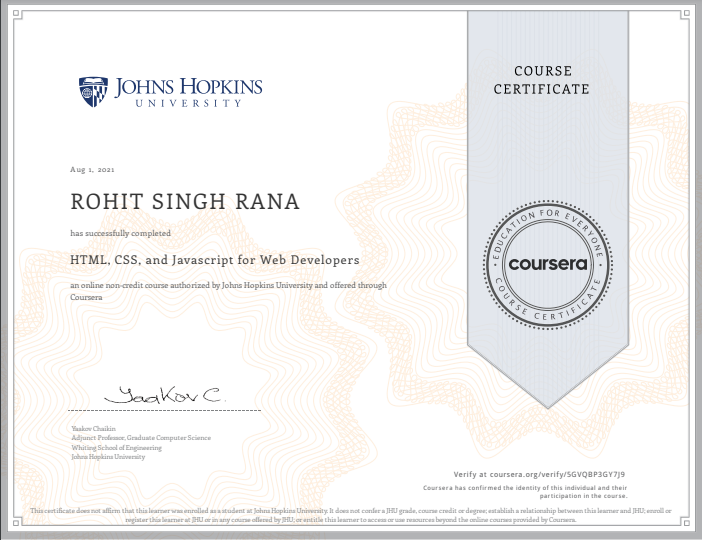 JOHNS HOPKINS
UNIVERSITY
COURSE
CERTIFICATE
Aug 1, 2021
ROHIT SINGH RANA
has successfully completed
HTML, CSS, and Javascript for Web Developers
an online non-credit course authorized by Johns Hopkins University and offered through
Coursera
EDUCATION FOR EVERYONE
coursera
COURSE CERTIFICATE
Yaakov C.
Yaakov Chaikin
Adjunct Professor, Graduate Computer Science
Whiting School of Engineering
Johns Hopkins University
Verify at coursera.org/verify/5GVQBP3GY7J9
Coursera has confirmed the identity of this individual and their
participation in the course.
This certificate does not affirm that this learner was enrolled as a student at Johns Hopkins University. It does not confer a JHU grade, course credit or degree; establish a relationship between this learner and JHU; enroll or
register this learner at JHU or in any course offered by JHU; or entitle this learner to access or use resources beyond the online courses provided by Coursera.